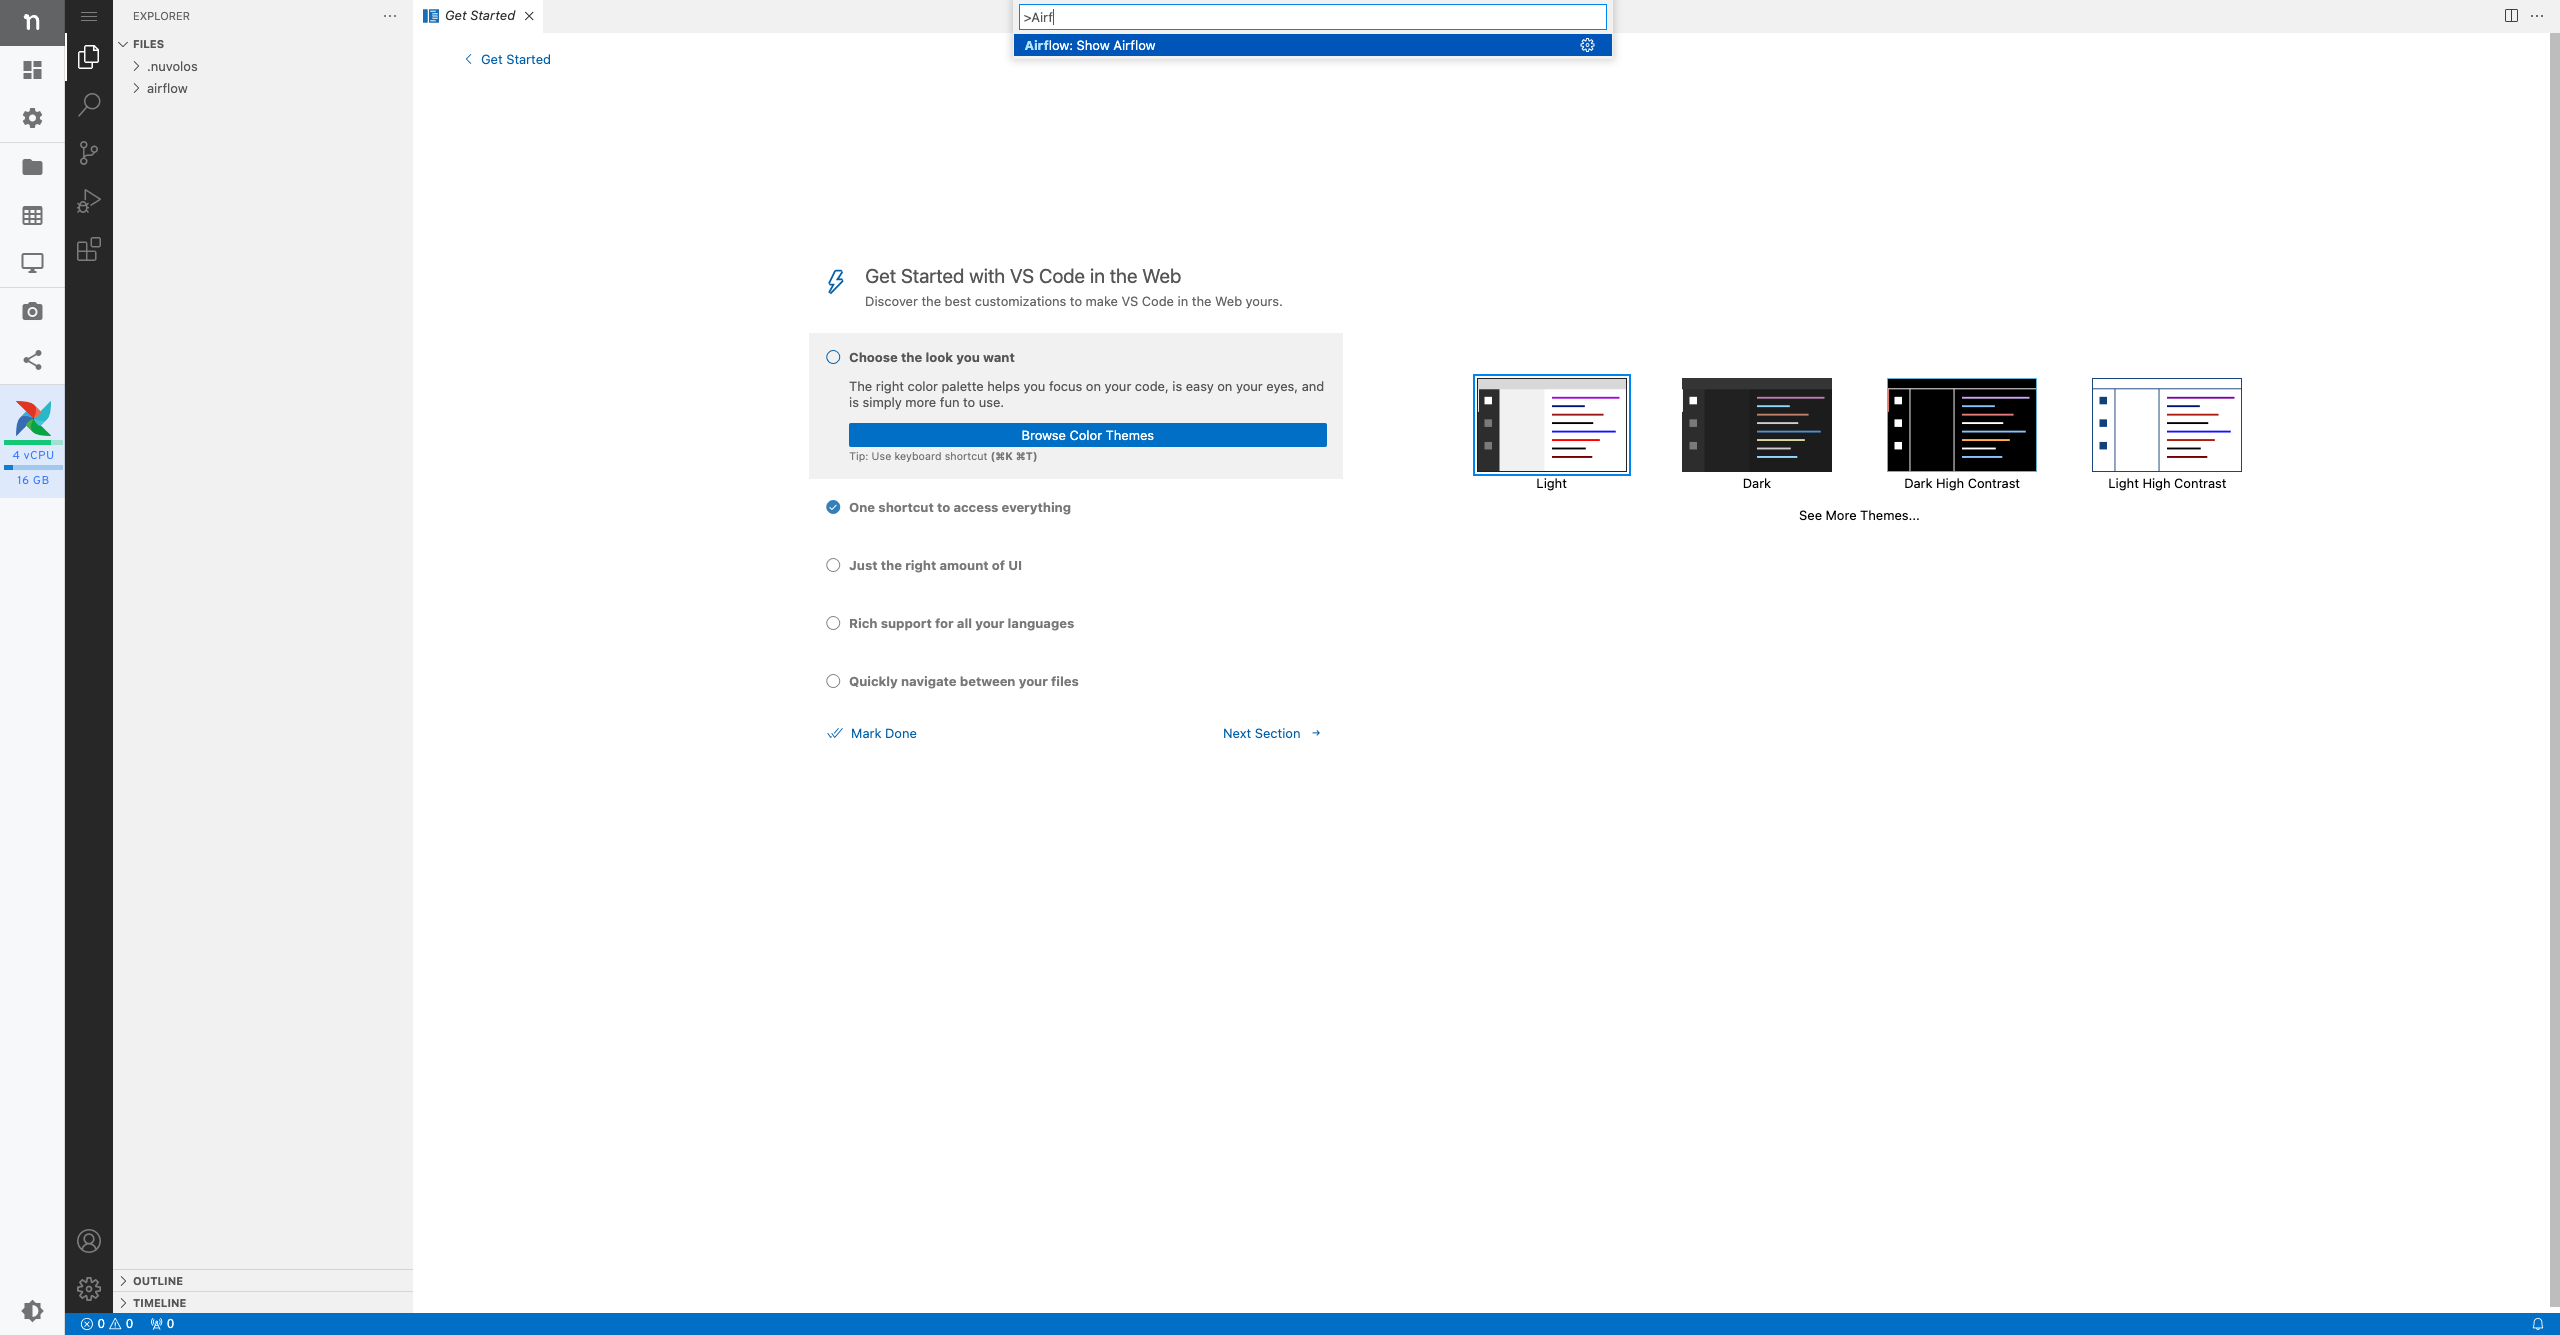 n
EXPLORER
FILES
.nuvolos
airflow
Get Started
>Airf
Airflow: Show Airflow
Get Started
Get Started with VS Code in the Web
Discover the best customizations to make VS Code in the Web yours.
Choose the look you want
The right color palette helps you focus on your code, is easy on your eyes, and
is simply more fun to use.
Browse Color Themes
Tip: Use keyboard shortcut (⌘K ⌘T)
One shortcut to access everything
Just the right amount of UI
Rich support for all your languages
Quickly navigate between your files
Mark Done
Next Section →
Light
Dark
Dark High Contrast
Light High Contrast
See More Themes...
4 vCPU
16 GB
OUTLINE
TIMELINE
0 0 0